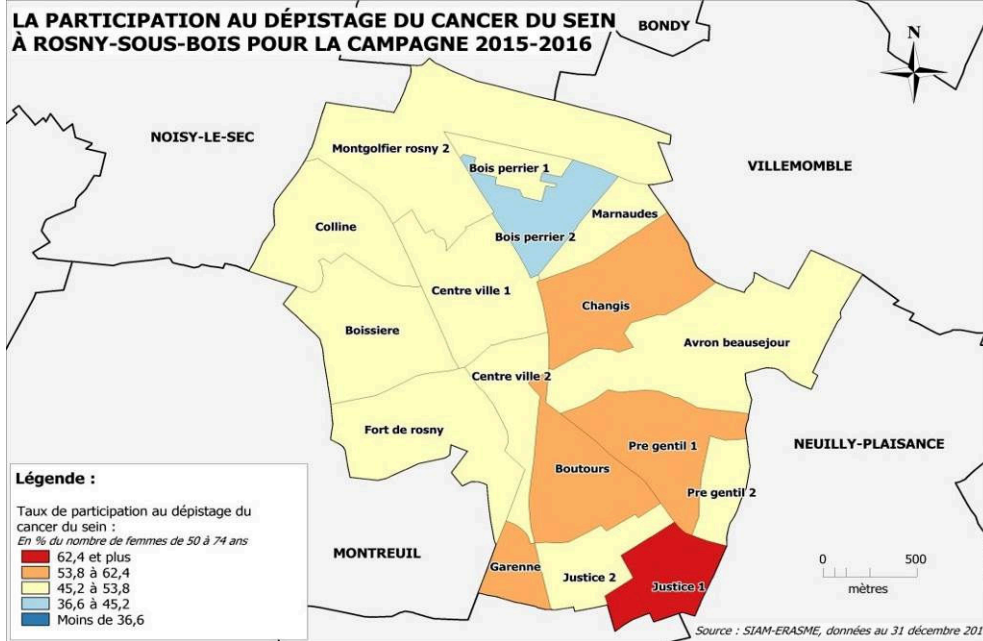 LA PARTICIPATION AU DÉPISTAGE DU CANCER DU SEIN
À ROSNY-SOUS-BOIS POUR LA CAMPAGNE 2015-2016
BONDY
N
NOISY-LE-SEC
VILLEMOMBLE
Montgolfier rosny 2
Bois perrier 1
Marnaudes
Colline
Bois perrier 2
Centre ville 1
Changis
Boissiere
Avron beausejour
Centre ville 2
Fort de rosny
Pre gentil 1
NEUILLY-PLAISANCE
Boutours
Pre gentil 2
MONTREUIL
Garenne
Justice 2
Justice 1
Légende :
Taux de participation au dépistage du
cancer du sein :
En % du nombre de femmes de 50 à 74 ans
62,4 et plus
53,8 à 62,4
45,2 à 53,8
36,6 à 45,2
Moins de 36,6
0 500
mètres
Source : SIAM-ERASME, données au 31 décembre 201